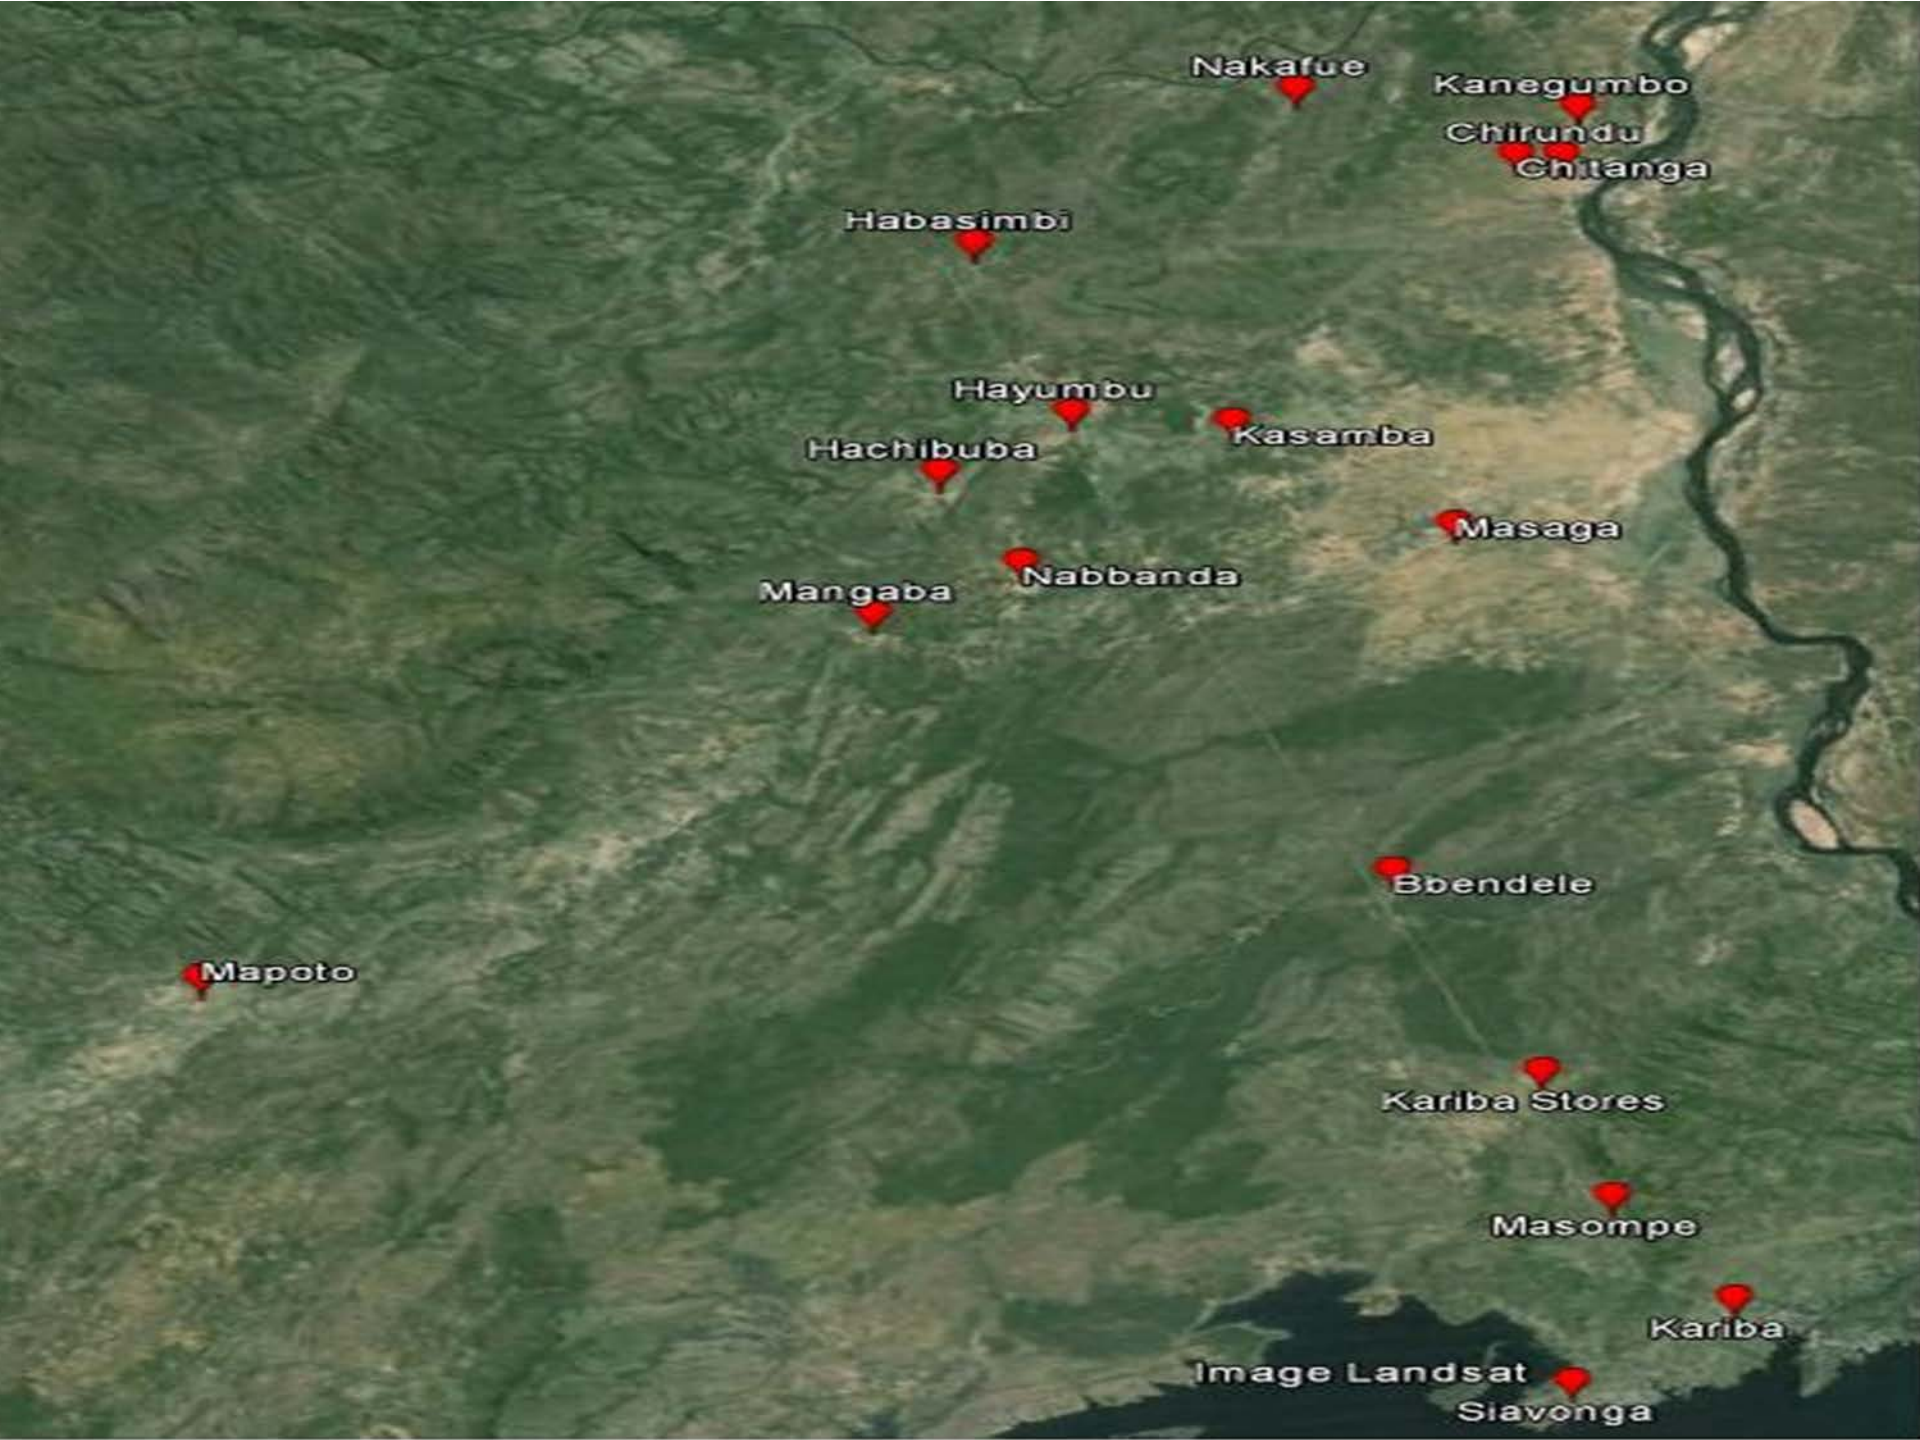 Nakafue
Kanegumbo
Chirundu
Chitanga
Habasimbi
Hayumbu
Kasamba
Hachibuba
Masaga
Nabbanda
Mangaba
Bbendele
Mapoto
Kariba Stores
Masompe
Kariba
Image Landsat
Siavonga